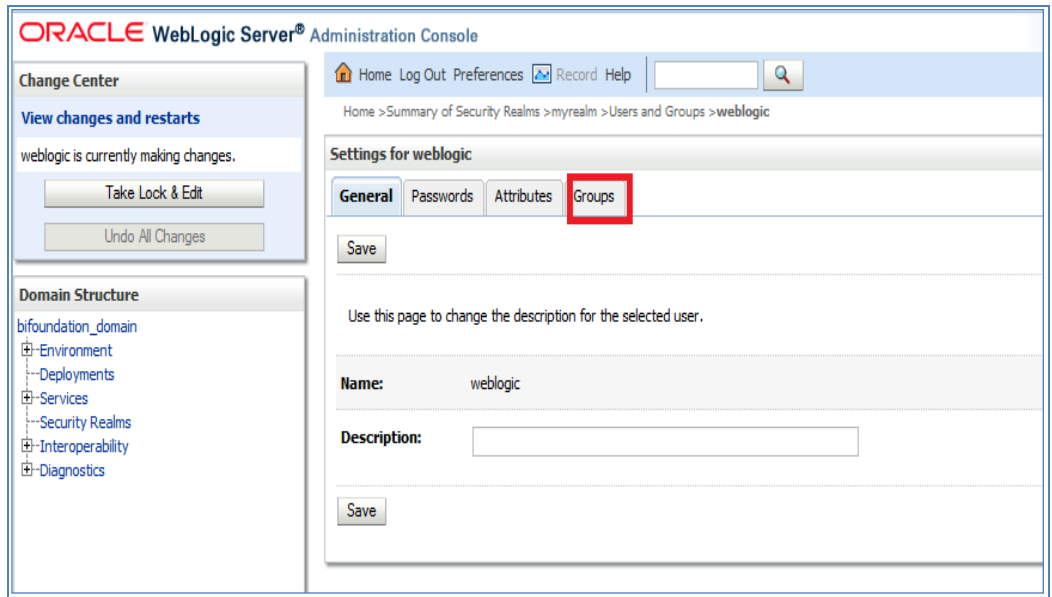 ORACLE WebLogic Server® Administration Console
Change Center
View changes and restarts
weblogic is currently making changes.
Take Lock & Edit
Undo All Changes
Domain Structure
bifoundation_domain
Environment
Deployments
Services
Security Realms
Interoperability
Diagnostics
Home Log Out Preferences Record Help
Home >Summary of Security Realms >myrealm >Users and Groups >weblogic
Settings for weblogic
General Passwords Attributes Groups
Save
Use this page to change the description for the selected user.
Name: weblogic
Description:
Save